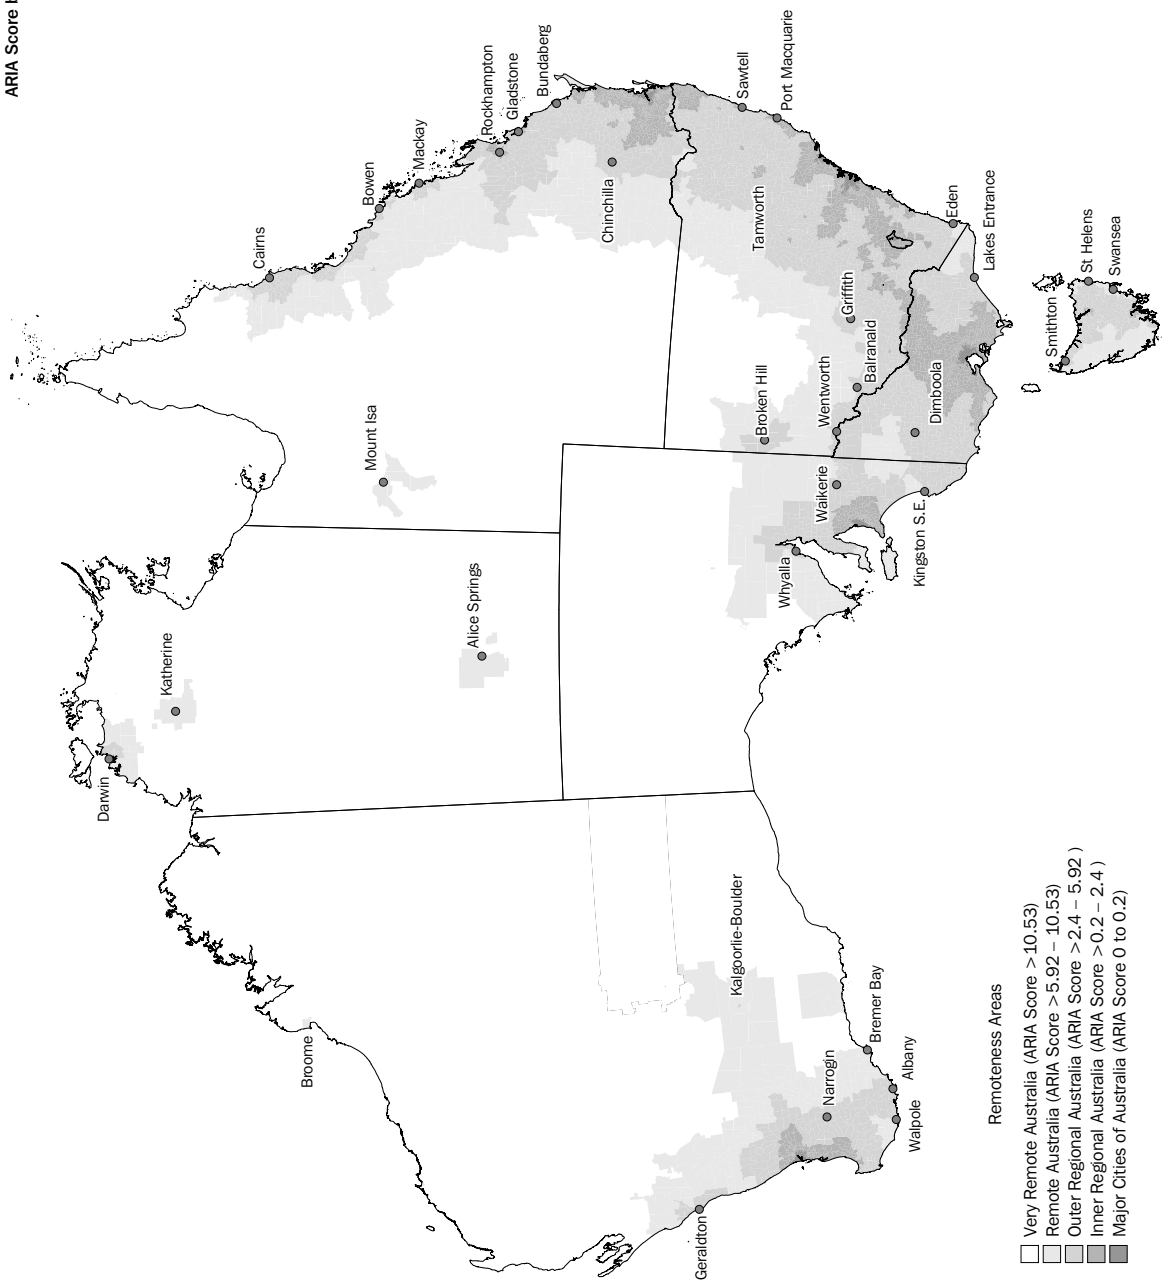 ARIA Score
Darwin
Katherine
Cairns
Broome
Mount Isa
Bowen
Mackay
Alice Springs
Rockhampton
Gladstone
Bundaberg
Chinchilla
Geraldton
Kalgoorlie-Boulder
Sawtell
Tamworth
Broken Hill
Whyalla
Port Macquarie
Waikerie
Wentworth
Narrogin
Griffith
Balranald
Bremer Bay
Albany
Walpole
Kingston S.E.
Dimboola
Eden
Lakes Entrance
Smithton
St Helens
Swansea
Remoteness Areas
Very Remote Australia (ARIA Score >10.53)
Remote Australia (ARIA Score >5.92 – 10.53)
Outer Regional Australia (ARIA Score >2.4 – 5.92 )
Inner Regional Australia (ARIA Score >0.2 – 2.4 )
Major Cities of Australia (ARIA Score 0 to 0.2)